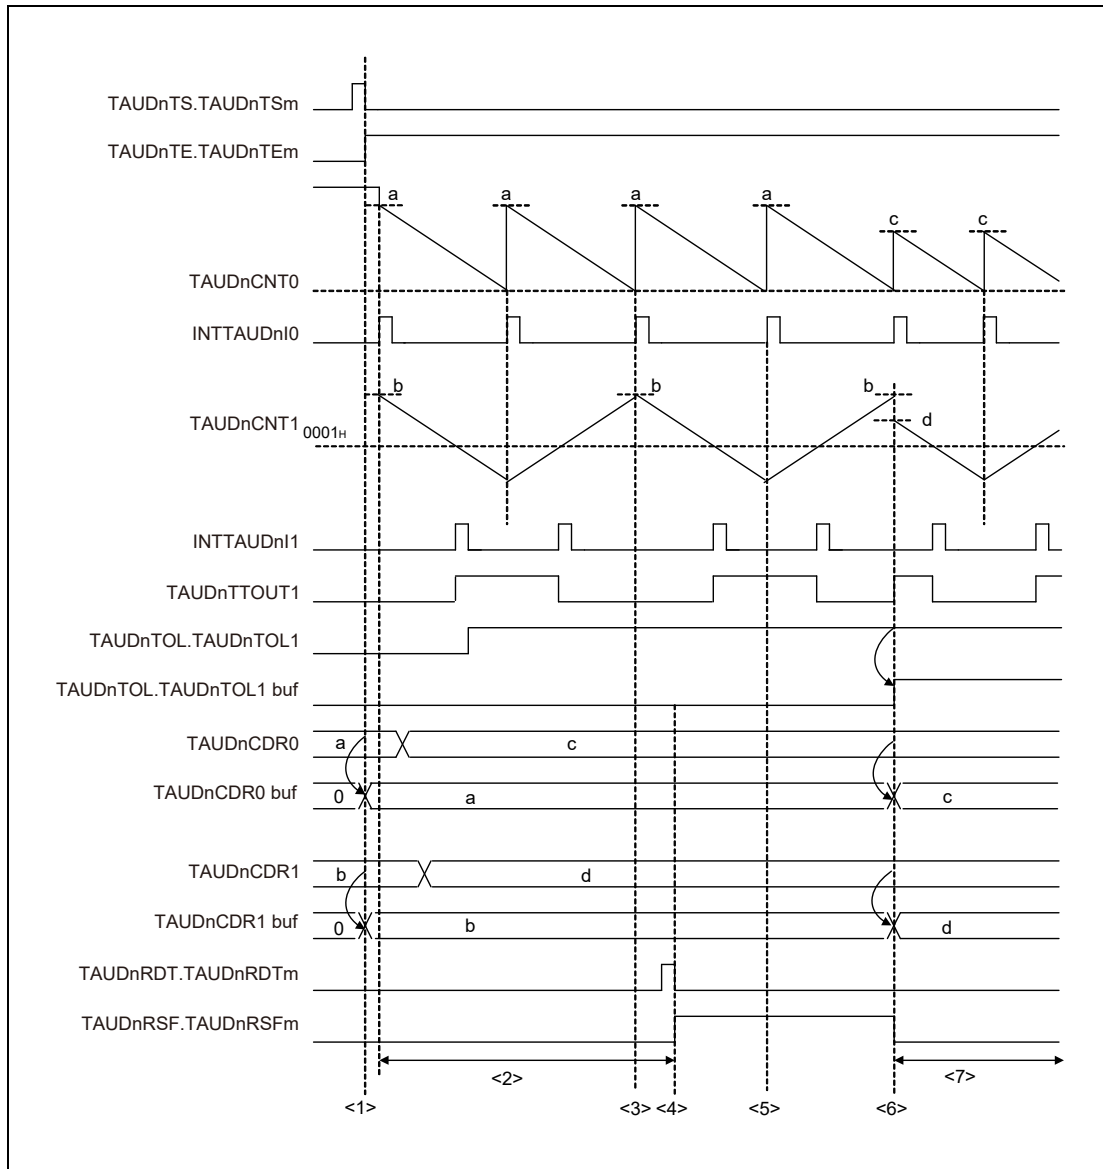 TAUDnTS.TAUDnTSm
TAUDnTE.TAUDnTEm
a a a a c c
TAUDnCNT0
INTTAUDnI0
b b b
d
TAUDnCNT1
0001H
INTTAUDnI1
TAUDnTTOUT1
TAUDnTOL.TAUDnTOL1
TAUDnTOL.TAUDnTOL1 buf
TAUDnCDR0 a c
TAUDnCDR0 buf 0 a c
TAUDnCDR1 b d
TAUDnCDR1 buf 0 b d
TAUDnRDT.TAUDnRDTm
TAUDnRSF.TAUDnRSFm
<2> <7>
<1> <3> <4> <5> <6>